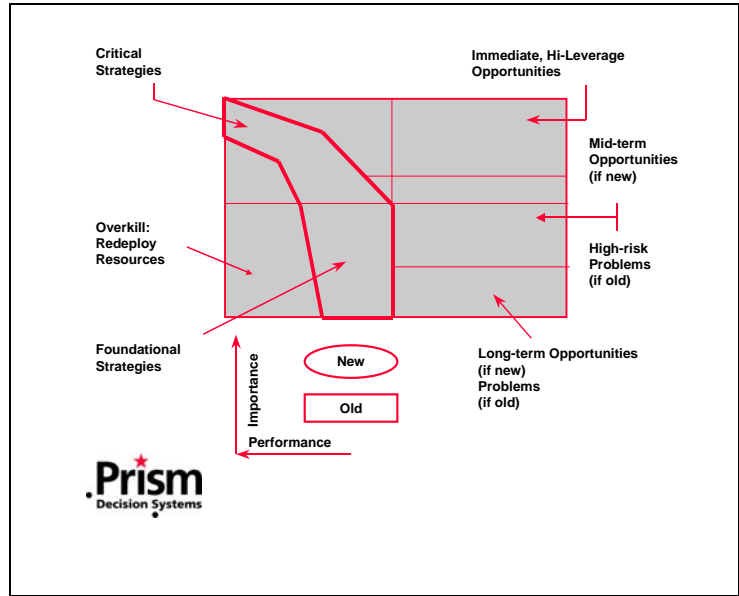 Critical
Strategies
Immediate, Hi-Leverage
Opportunities
Mid-term
Opportunities
(if new)
Overkill:
Redeploy
Resources
High-risk
Problems
(if old)
Foundational
Strategies
Importance
New
Old
Long-term Opportunities
(if new)
Problems
(if old)
Performance
Prism
Decision Systems